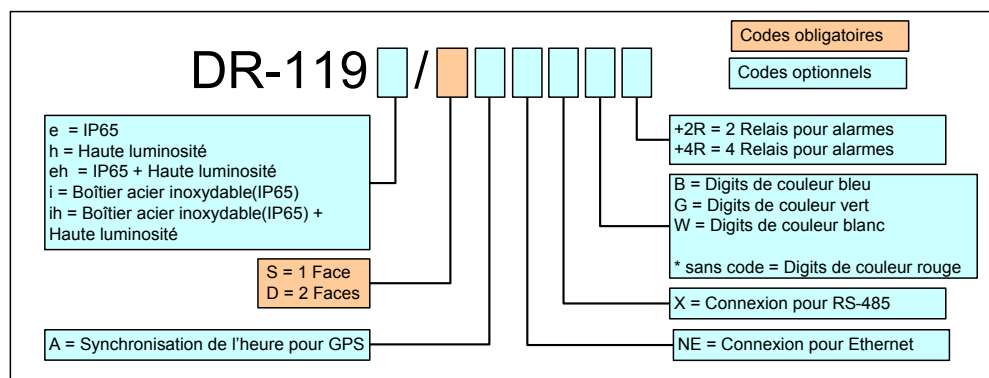 Codes obligatoires
DR-119 /
Codes optionnels
e = IP65
h = Haute luminosité
eh = IP65 + Haute luminosité
i = Boîtier acier inoxydable(IP65)
ih = Boîtier acier inoxydable(IP65) +
Haute luminosité
+2R = 2 Relais pour alarmes
+4R = 4 Relais pour alarmes
B = Digits de couleur bleu
G = Digits de couleur vert
W = Digits de couleur blanc
* sans code = Digits de couleur rouge
S = 1 Face
D = 2 Faces
X = Connexion pour RS-485
A = Synchronisation de l’heure pour GPS
NE = Connexion pour Ethernet